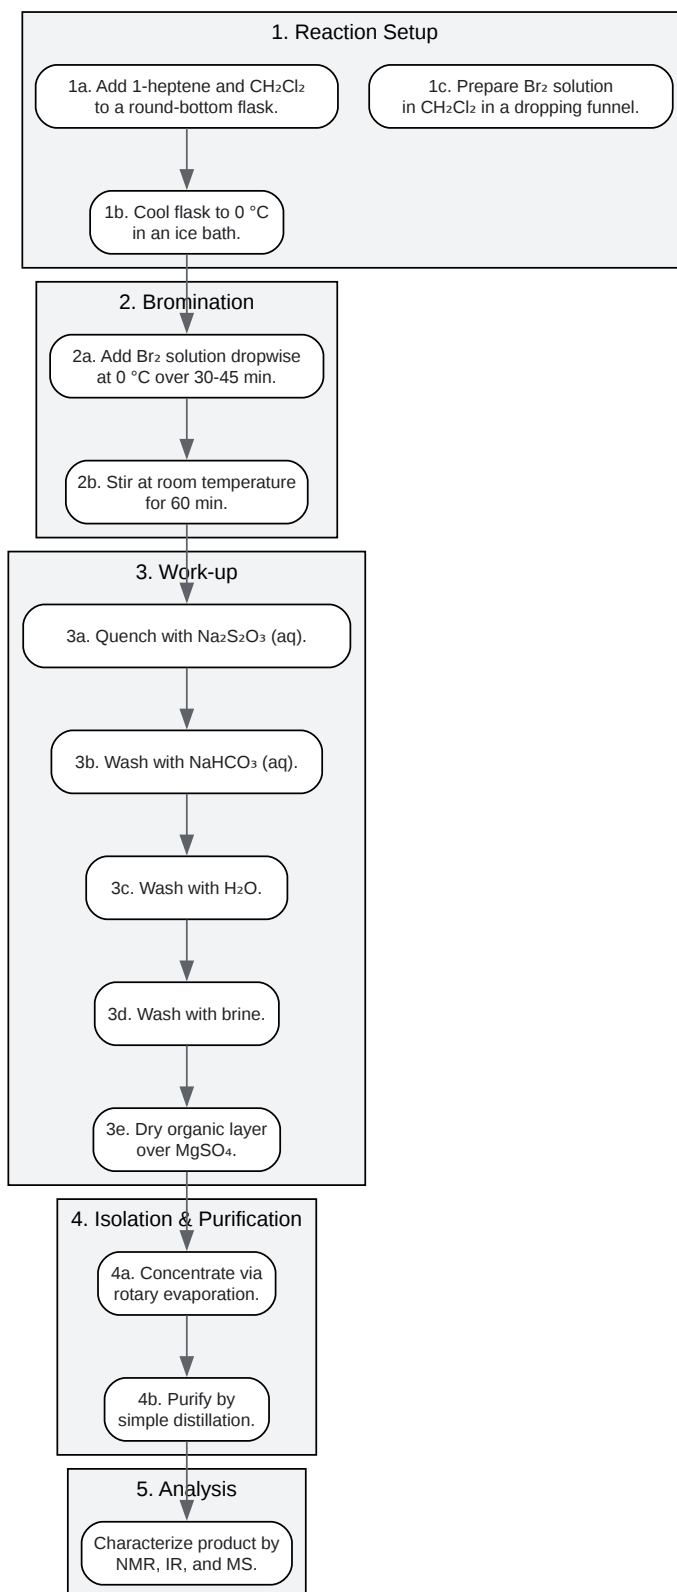 1. Reaction Setup
1a. Add 1-heptene and CH₂Cl₂
to a round-bottom flask.
1c. Prepare Br₂ solution
in CH₂Cl₂ in a dropping funnel.
1b. Cool flask to 0 °C
in an ice bath.
2. Bromination
2a. Add Br₂ solution dropwise
at 0 °C over 30-45 min.
2b. Stir at room temperature
for 60 min.
3. Work-up
3a. Quench with Na₂S₂O₃ (aq).
3b. Wash with NaHCO₃ (aq).
3c. Wash with H₂O.
3d. Wash with brine.
3e. Dry organic layer
over MgSO₄.
4. Isolation & Purification
4a. Concentrate via
rotary evaporation.
4b. Purify by
simple distillation.
5. Analysis
Characterize product by
NMR, IR, and MS.